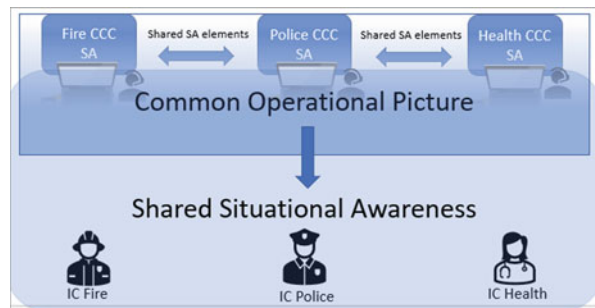 Fire CCC
SA
Shared SA elements
Police CCC
SA
Shared SA elements
Health CCC
SA
Common Operational Picture
Shared Situational Awareness
IC Fire
IC Police
IC Health